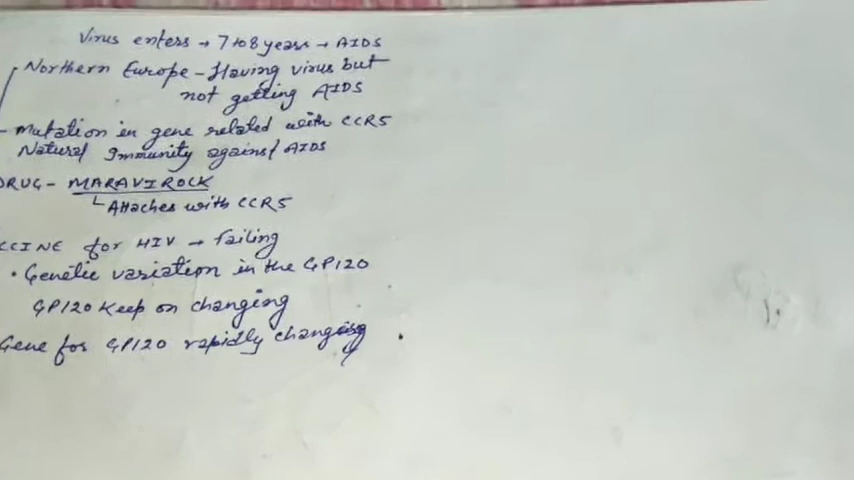 Virus enters → 7 to 8 years → AIDS
Northern Europe - Having virus but
not getting AIDS
- Mutation in gene related with CCR5
Natural Immunity against AIDS
DRUG - MARAVIROCK
Attaches with CCR5
CCINE for HIV → failing
• Genetic variation in the GP120
GP120 Keep on changing
Gene for GP120 rapidly changing